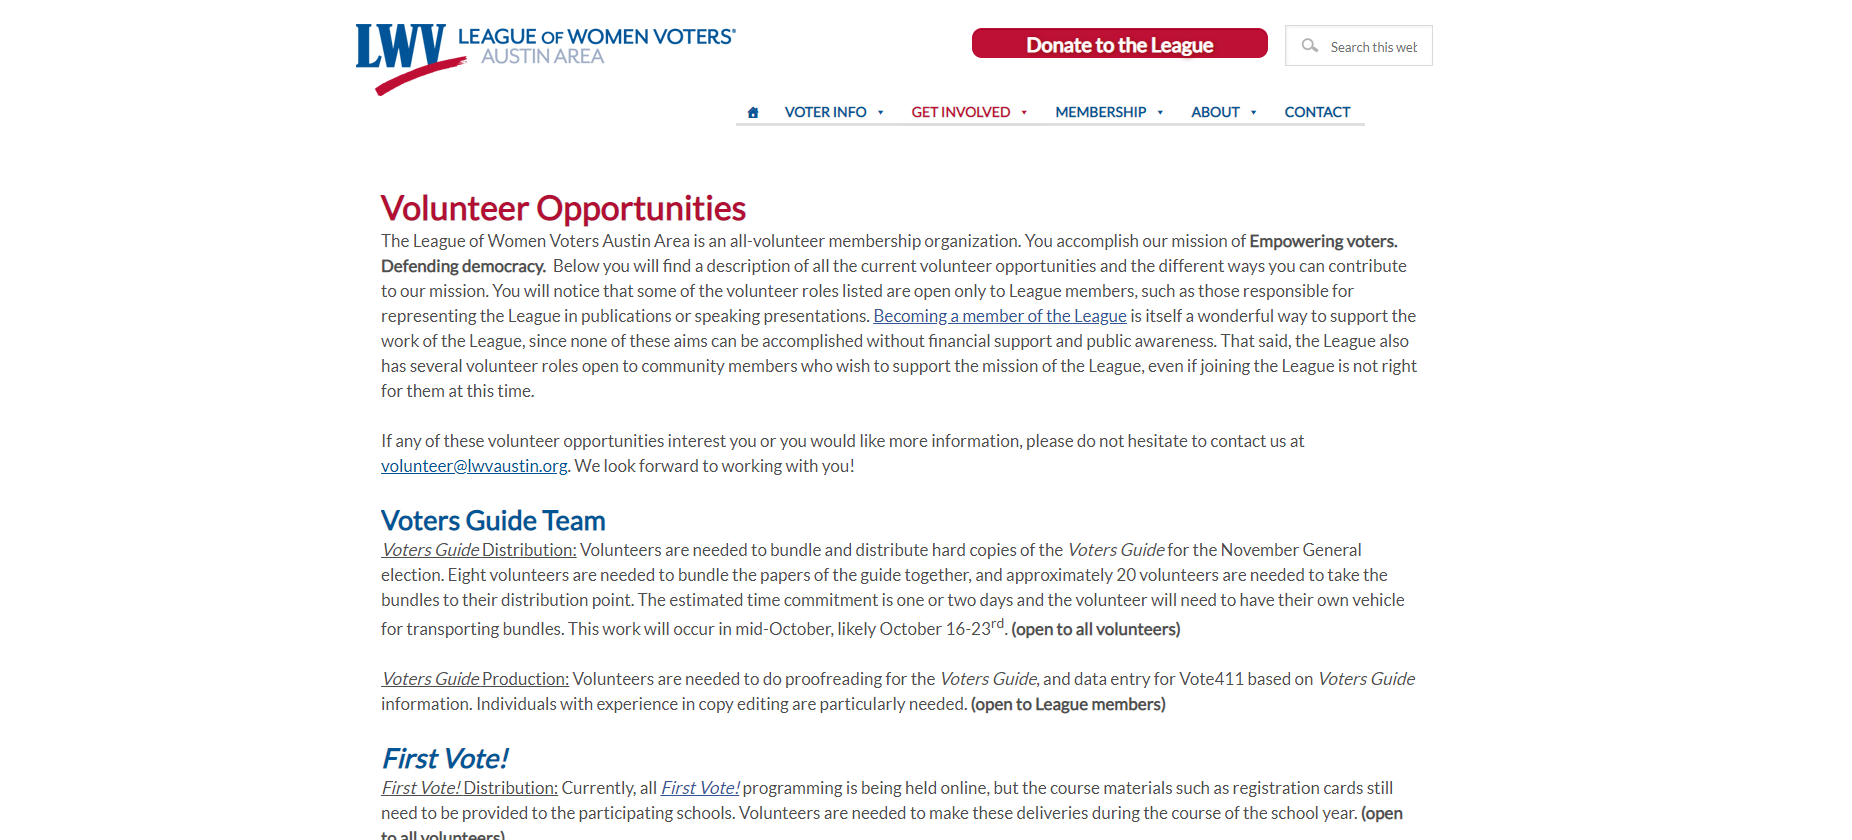 LWV LEAGUE OF WOMEN VOTERS®
AUSTIN AREA
Donate to the League
Search this web
VOTER INFO
GET INVOLVED
MEMBERSHIP
ABOUT
CONTACT
Volunteer Opportunities
The League of Women Voters Austin Area is an all-volunteer membership organization. You accomplish our mission of Empowering voters.
Defending democracy. Below you will find a description of all the current volunteer opportunities and the different ways you can contribute
to our mission. You will notice that some of the volunteer roles listed are open only to League members, such as those responsible for
representing the League in publications or speaking presentations. Becoming a member of the League is itself a wonderful way to support the
work of the League, since none of these aims can be accomplished without financial support and public awareness. That said, the League also
has several volunteer roles open to community members who wish to support the mission of the League, even if joining the League is not right
for them at this time.
If any of these volunteer opportunities interest you or you would like more information, please do not hesitate to contact us at
volunteer@lwvaustin.org. We look forward to working with you!
Voters Guide Team
Voters Guide Distribution: Volunteers are needed to bundle and distribute hard copies of the Voters Guide for the November General
election. Eight volunteers are needed to bundle the papers of the guide together, and approximately 20 volunteers are needed to take the
bundles to their distribution point. The estimated time commitment is one or two days and the volunteer will need to have their own vehicle
for transporting bundles. This work will occur in mid-October, likely October 16-23rd. (open to all volunteers)
Voters Guide Production: Volunteers are needed to do proofreading for the Voters Guide, and data entry for Vote411 based on Voters Guide
information. Individuals with experience in copy editing are particularly needed. (open to League members)
First Vote!
First Vote! Distribution: Currently, all First Vote! programming is being held online, but the course materials such as registration cards still
need to be provided to the participating schools. Volunteers are needed to make these deliveries during the course of the school year. (open
to all volunteers)